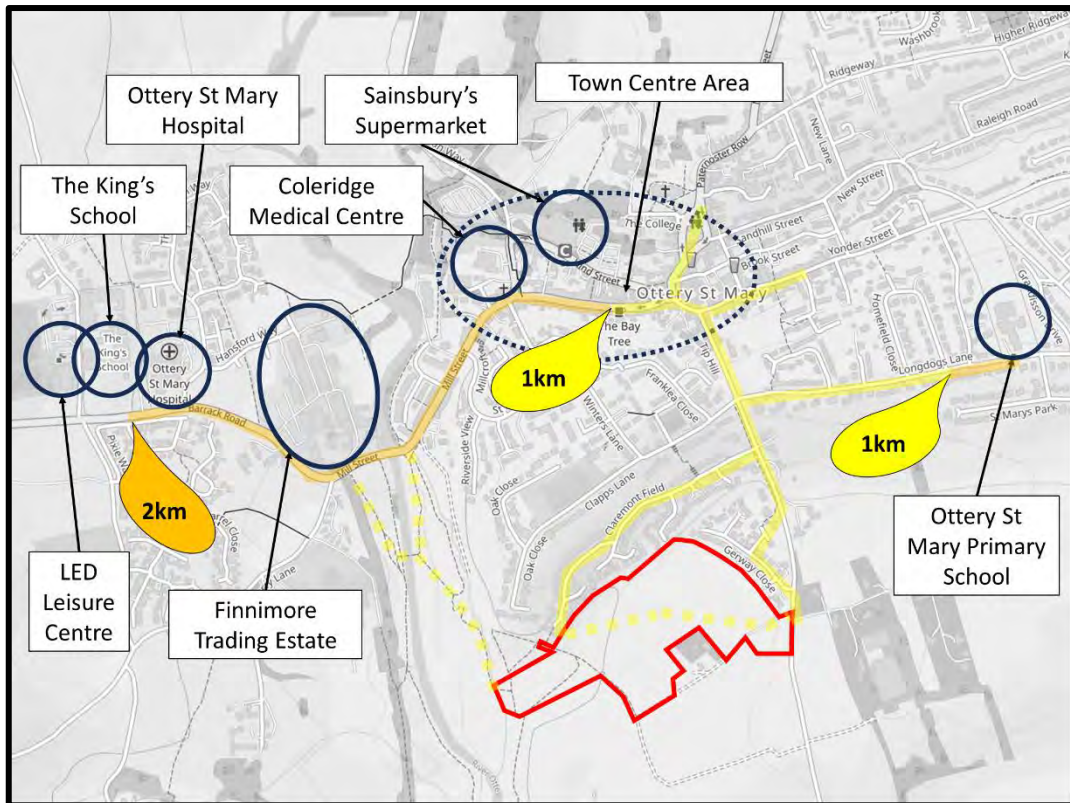 Ottery St Mary
Hospital
Sainsbury's
Supermarket
Town Centre Area
The King's
School
Coleridge
Medical Centre
Higher Ridgeway
Ridgeway
Raleigh Road
New Lane
New Street
Paternoster Row
The College
Sandhill Street
Brook Street
Yonder Street
Ottery St Mary
The Bay
Tree
Tip Hill
Homefield Close
Grandisson Drive
Longdogs Lane
St Marys Park
Franklea Close
Winters Lane
Millcroft
Mill Street
Riverside View
Clapps Lane
Claremont Field
Oak Close
Oak Close
Gerway Close
Hansford Way
The
King's
School
Ottery
St Mary
Hospital
Barrack Road
Mill Street
1km
1km
2km
LED
Leisure
Centre
Finnimore
Trading Estate
Ottery St
Mary Primary
School